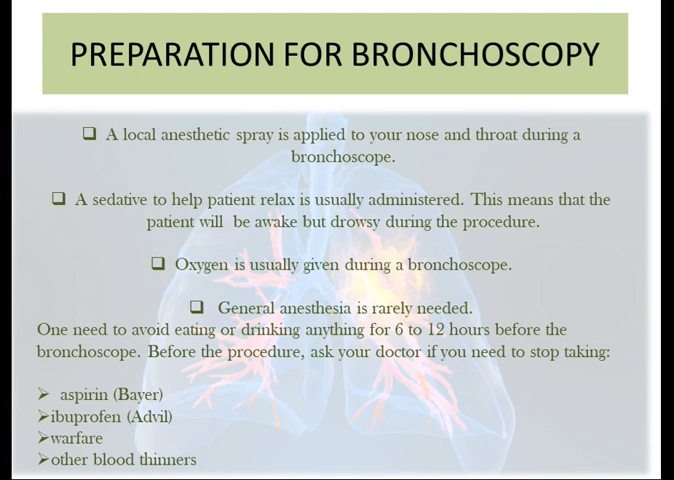 PREPARATION FOR BRONCHOSCOPY
❑ A local anesthetic spray is applied to your nose and throat during a
bronchoscope.
❑ A sedative to help patient relax is usually administered. This means that the
patient will be awake but drowsy during the procedure.
❑ Oxygen is usually given during a bronchoscope.
❑ General anesthesia is rarely needed.
One need to avoid eating or drinking anything for 6 to 12 hours before the
bronchoscope. Before the procedure, ask your doctor if you need to stop taking:
➢ aspirin (Bayer)
➢ibuprofen (Advil)
➢warfare
➢other blood thinners